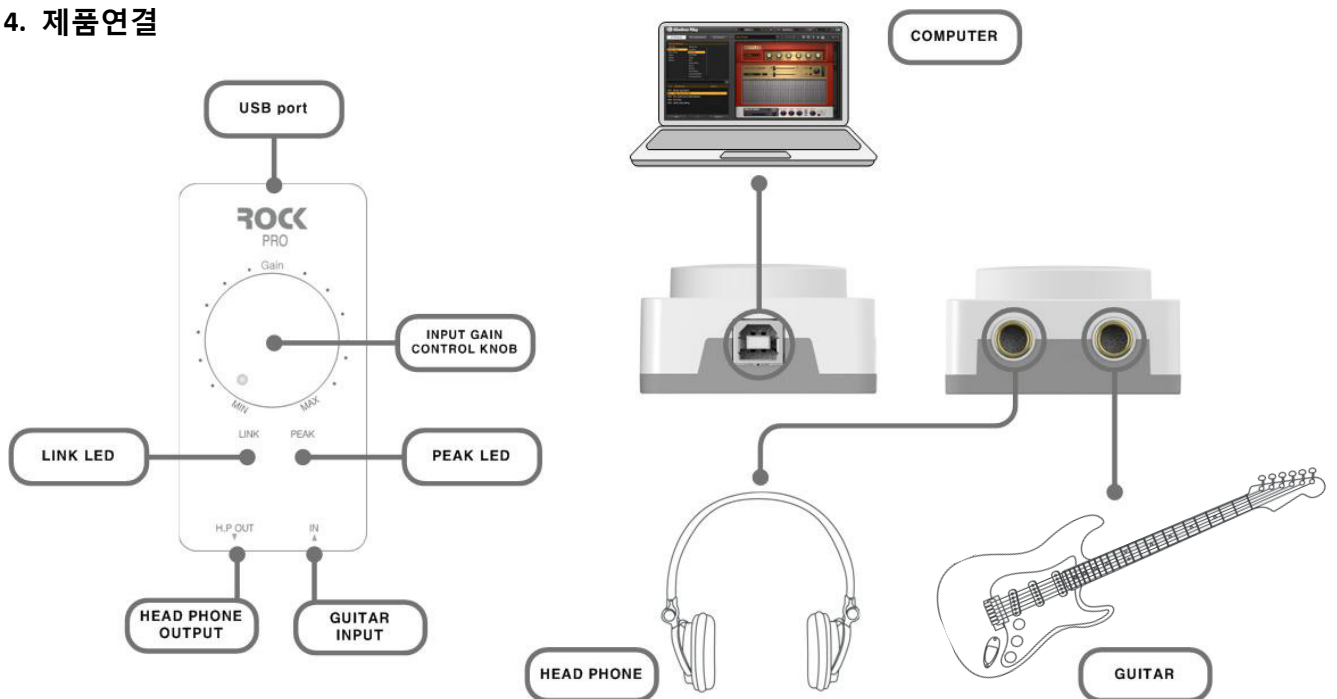 4. 제품연결
COMPUTER
USB port
ROCK
PRO
Gain
INPUT GAIN
CONTROL KNOB
MIN
MAX
LINK
PEAK
LINK LED
PEAK LED
H.P OUT
IN
HEAD PHONE
OUTPUT
GUITAR
INPUT
HEAD PHONE
GUITAR